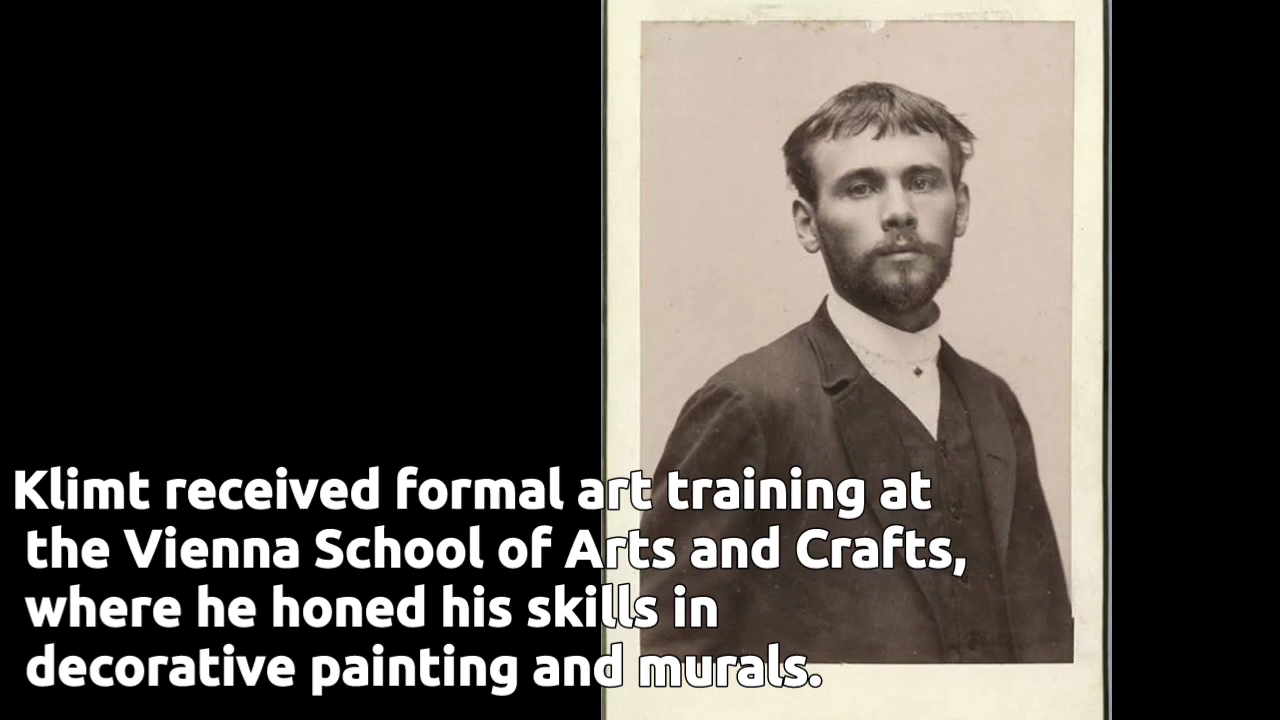 Klimt received formal art training at
the Vienna School of Arts and Crafts,
where he honed his skills in
decorative painting and murals.